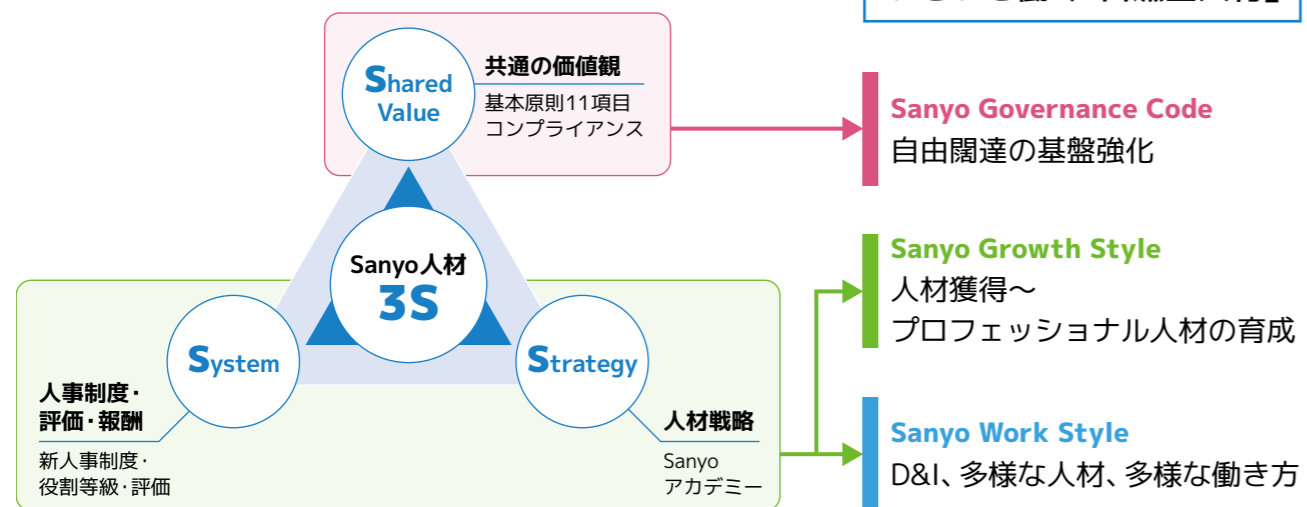 Shared
Value
共通の価値観
基本原則11項目
コンプライアンス
Sanyo人材
3S
System
人事制度・
評価・報酬
新人事制度・
役割等級・評価
Strategy
人材戦略
Sanyo
アカデミー
Sanyo Governance Code
自由闊達の基盤強化
Sanyo Growth Style
人材獲得～
プロフェッショナル人材の育成
Sanyo Work Style
D&I、多様な人材、多様な働き方